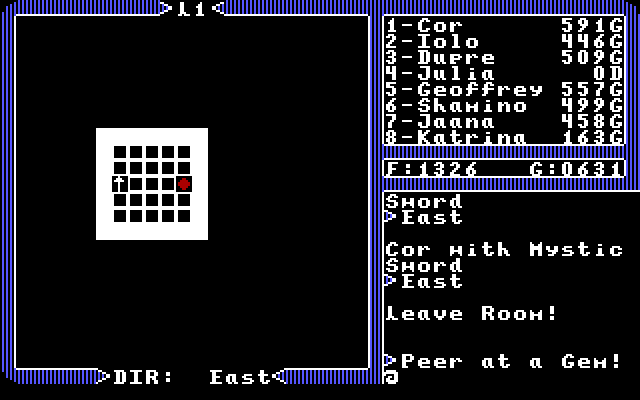 L1
1-Cor 591G
2-Iolo 446G
3-Dupre 509G
4-Julia 0D
5-Geoffrey 557G
6-Shamino 499G
7-Jaana 458G
8-Katrina 163G
F:1326 G:0631
Sword
East
Cor with Mystic
Sword
East
Leave Room!
Peer at a Gem!
DIR: East